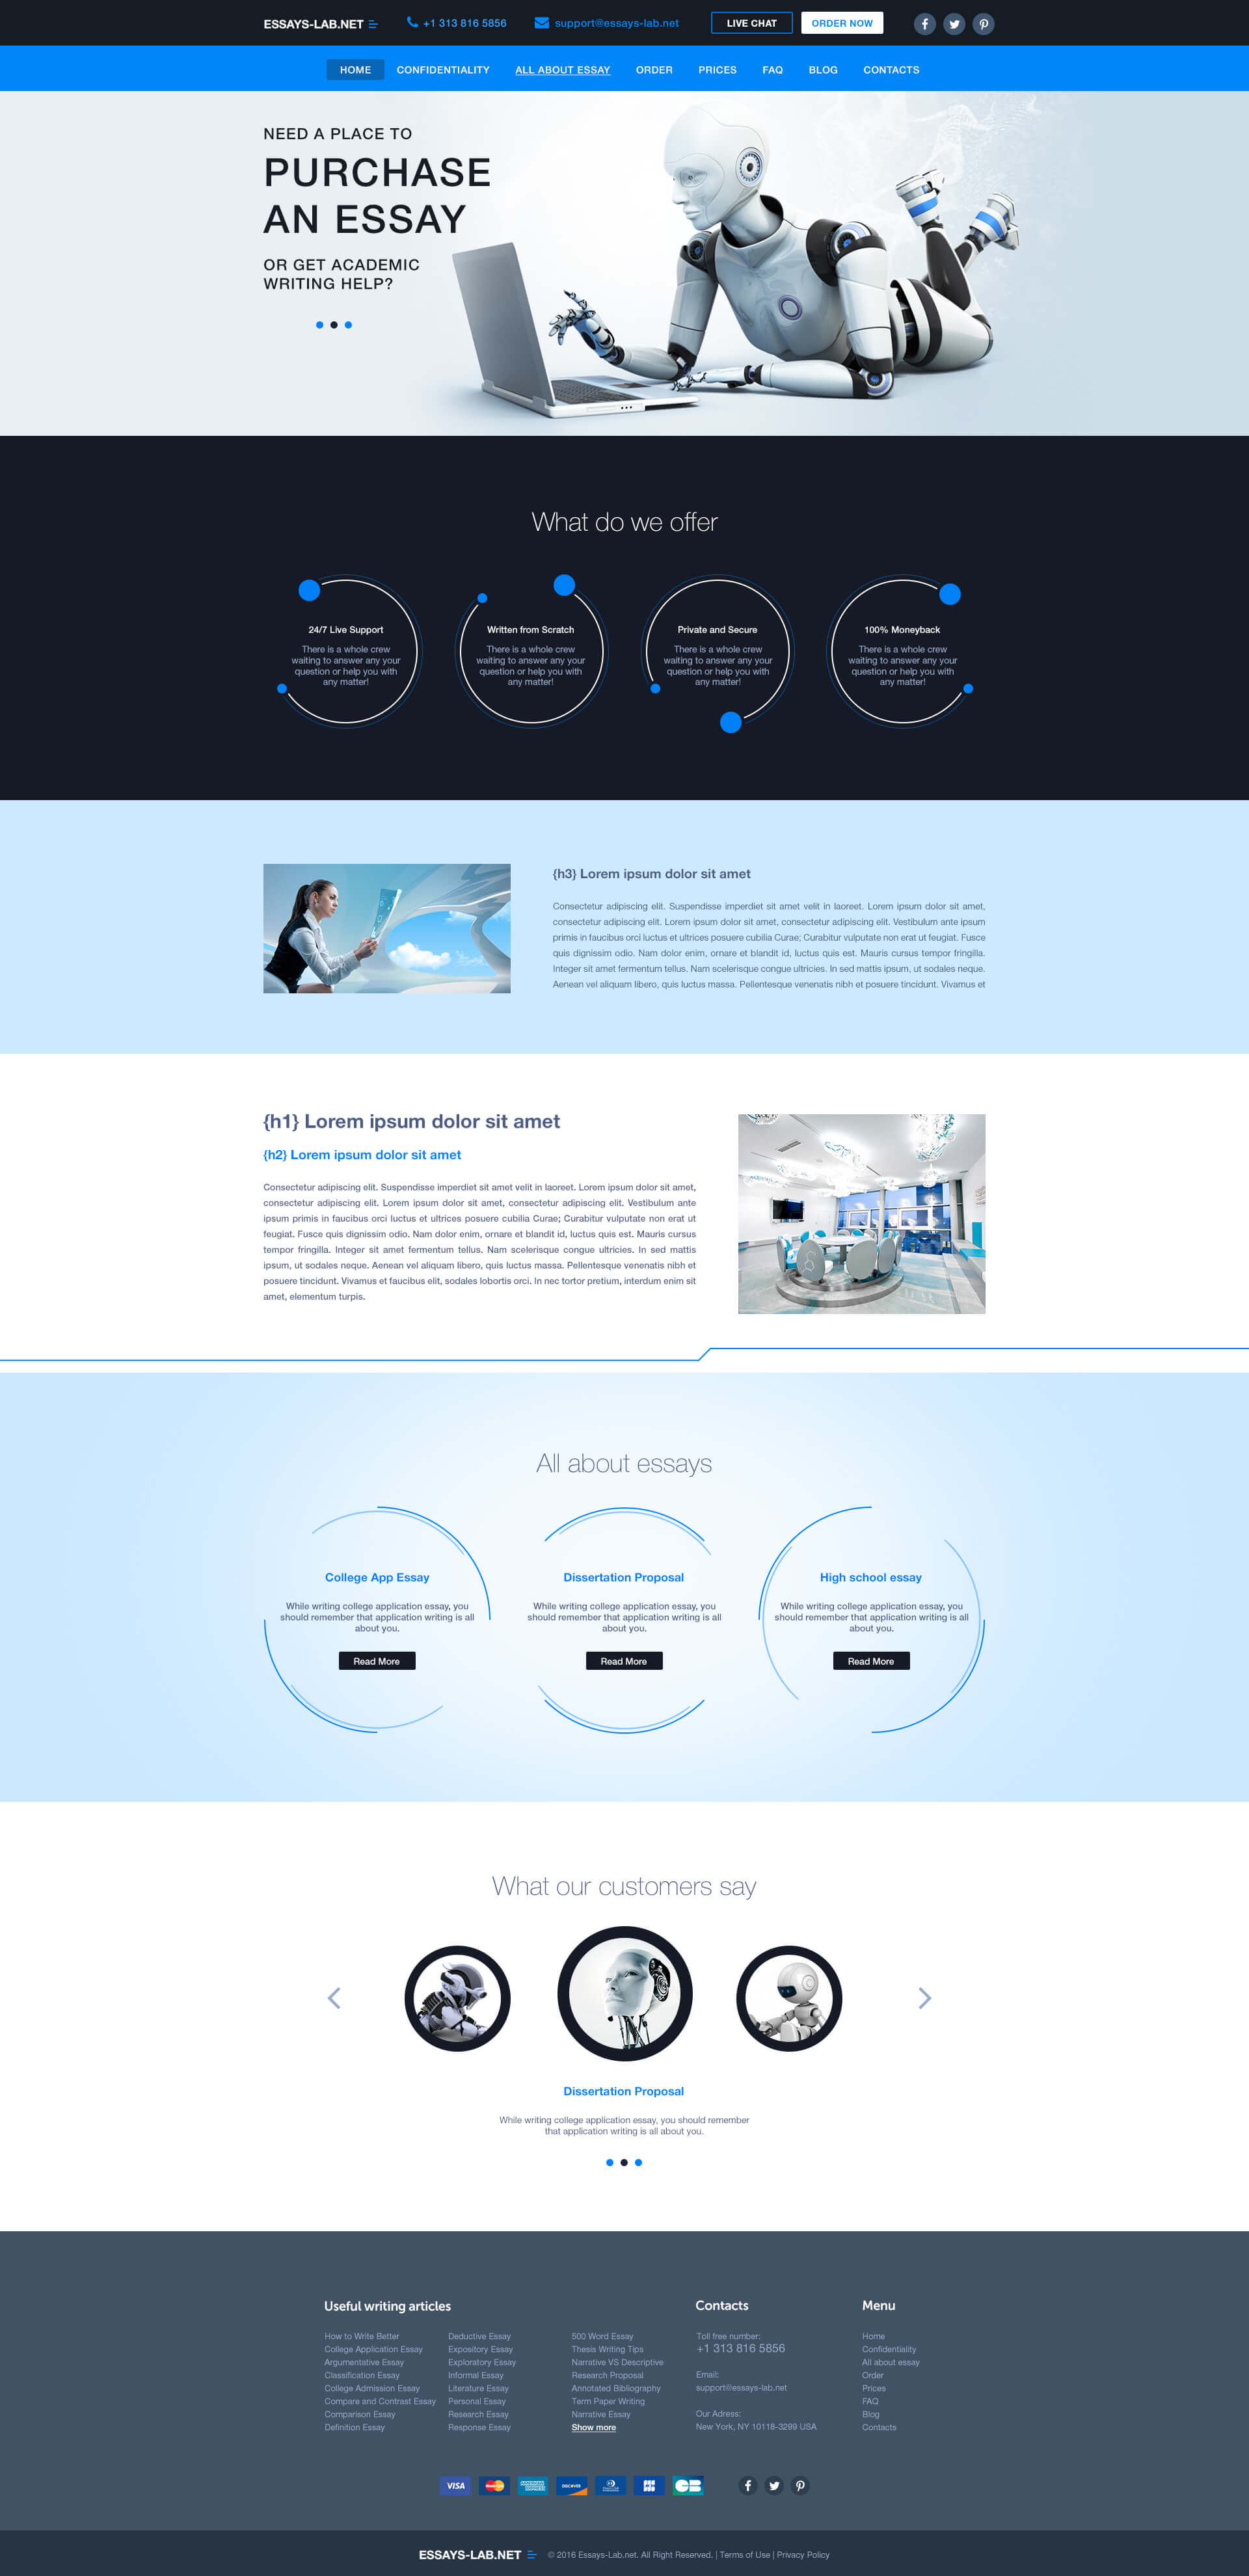 ESSAYS-LAB.NET
+1 313 816 5856
support@essays-lab.net
LIVE CHAT
ORDER NOW
HOME
CONFIDENTIALITY
ALL ABOUT ESSAY
ORDER
PRICES
FAQ
BLOG
CONTACTS
NEED A PLACE TO
PURCHASE
AN ESSAY
OR GET ACADEMIC
WRITING HELP?
What do we offer
24/7 Live Support
There is a whole crew
waiting to answer any your
question or help you with
any matter!
Written from Scratch
There is a whole crew
waiting to answer any your
question or help you with
any matter!
Private and Secure
There is a whole crew
waiting to answer any your
question or help you with
any matter!
100% Moneyback
There is a whole crew
waiting to answer any your
question or help you with
any matter!
{h3} Lorem ipsum dolor sit amet
Consectetur adipiscing elit. Suspendisse imperdiet sit amet velit in laoreet. Lorem ipsum dolor sit amet,
consectetur adipiscing elit. Lorem ipsum dolor sit amet, consectetur adipiscing elit. Vestibulum ante ipsum
primis in faucibus orci luctus et ultrices posuere cubilia Curae; Curabitur vulputate non erat ut feugiat. Fusce
quis dignissim odio. Nam dolor enim, ornare et blandit id, luctus quis est. Mauris cursus tempor fringilla.
Integer sit amet fermentum tellus. Nam scelerisque congue ultricies. In sed mattis ipsum, ut sodales neque.
Aenean vel aliquam libero, quis luctus massa. Pellentesque venenatis nibh et posuere tincidunt. Vivamus et
{h1} Lorem ipsum dolor sit amet
{h2} Lorem ipsum dolor sit amet
Consectetur adipiscing elit. Suspendisse imperdiet sit amet velit in laoreet. Lorem ipsum dolor sit amet,
consectetur adipiscing elit. Lorem ipsum dolor sit amet, consectetur adipiscing elit. Vestibulum ante
ipsum primis in faucibus orci luctus et ultrices posuere cubilia Curae; Curabitur vulputate non erat ut
feugiat. Fusce quis dignissim odio. Nam dolor enim, ornare et blandit id, luctus quis est. Mauris cursus
tempor fringilla. Integer sit amet fermentum tellus. Nam scelerisque congue ultricies. In sed mattis
ipsum, ut sodales neque. Aenean vel aliquam libero, quis luctus massa. Pellentesque venenatis nibh et
posuere tincidunt. Vivamus et faucibus elit, sodales lobortis orci. In nec tortor pretium, interdum enim sit
amet, elementum turpis.
All about essays
College App Essay
While writing college application essay, you
should remember that application writing is all
about you.
Read More
Dissertation Proposal
While writing college application essay, you
should remember that application writing is all
about you.
Read More
High school essay
While writing college application essay, you
should remember that application writing is all
about you.
Read More
What our customers say
Dissertation Proposal
While writing college application essay, you should remember
that application writing is all about you.
Useful writing articles
How to Write Better
College Application Essay
Argumentative Essay
Classification Essay
College Admission Essay
Compare and Contrast Essay
Comparison Essay
Definition Essay
Deductive Essay
Expository Essay
Exploratory Essay
Informal Essay
Literature Essay
Personal Essay
Research Essay
Response Essay
500 Word Essay
Thesis Writing Tips
Narrative VS Descriptive
Research Proposal
Annotated Bibliography
Term Paper Writing
Narrative Essay
Show more
Contacts
Toll free number:
+1 313 816 5856
Email:
support@essays-lab.net
Our Adress:
New York, NY 10118-3299 USA
Menu
Home
Confidentiality
All about essay
Order
Prices
FAQ
Blog
Contacts
VISA
DISCOVER
JCB
CB
ESSAYS-LAB.NET
© 2016 Essays-Lab.net. All Right Reserved. | Terms of Use | Privacy Policy